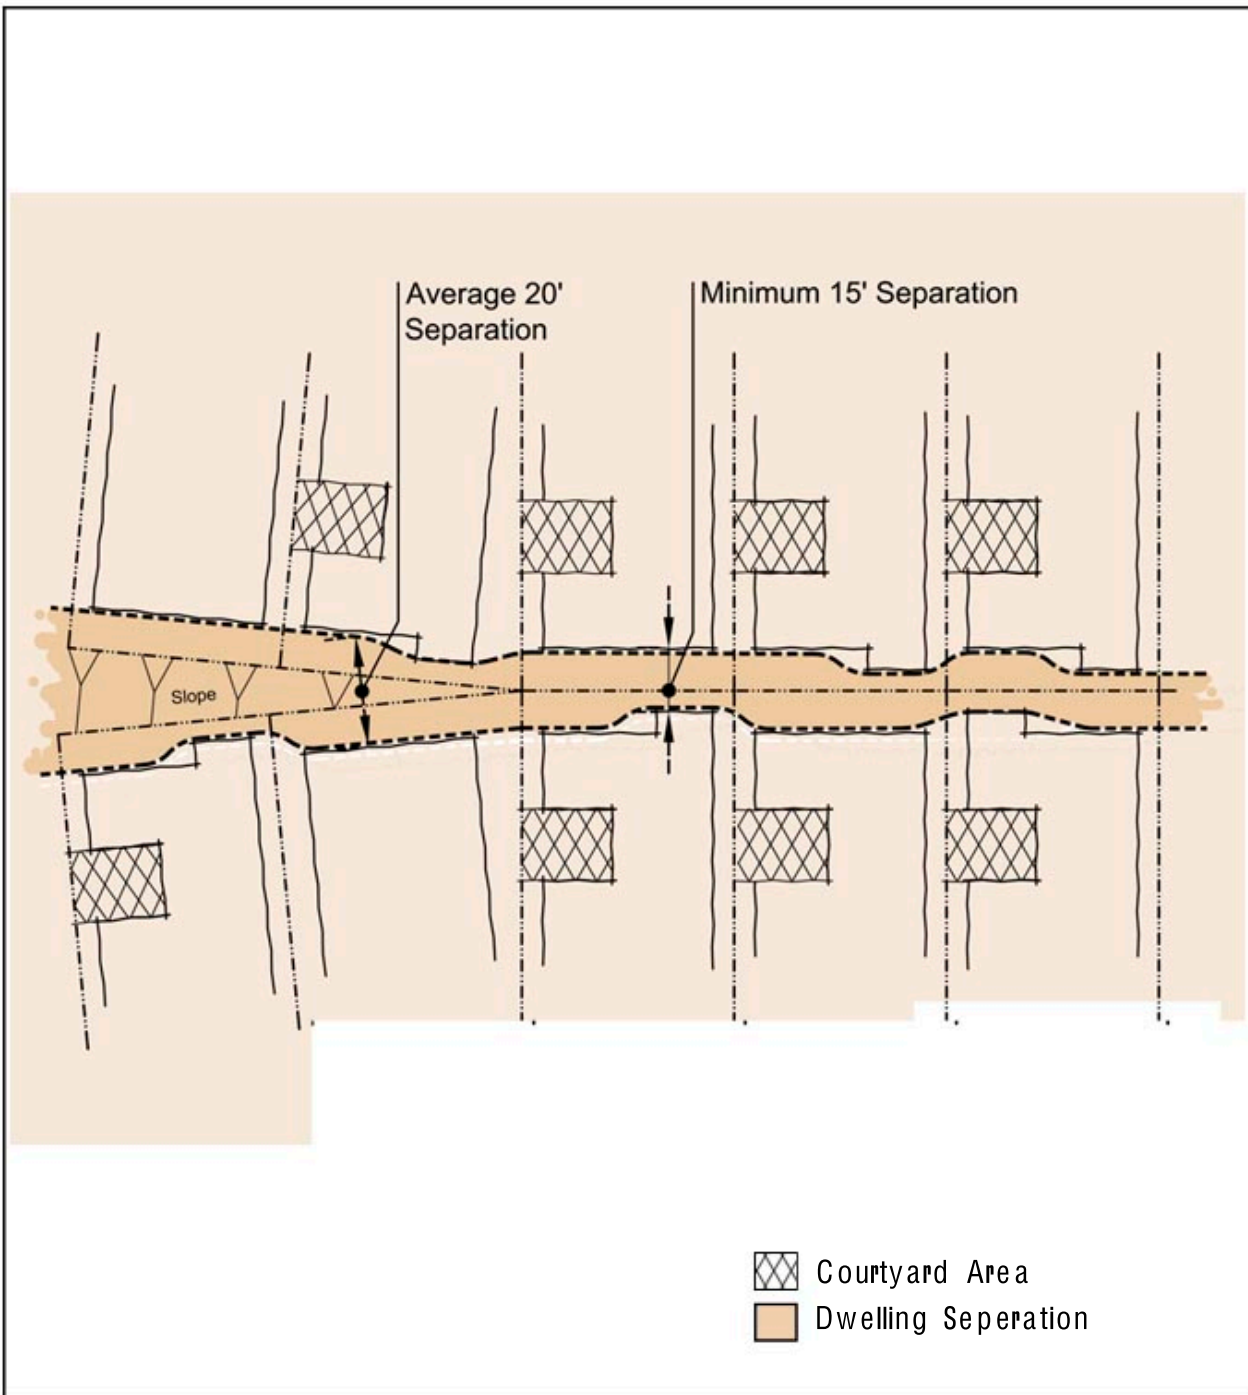 Average 20'
Separation
Minimum 15' Separation
Slope
Courtyard Area
Dwelling Seperation